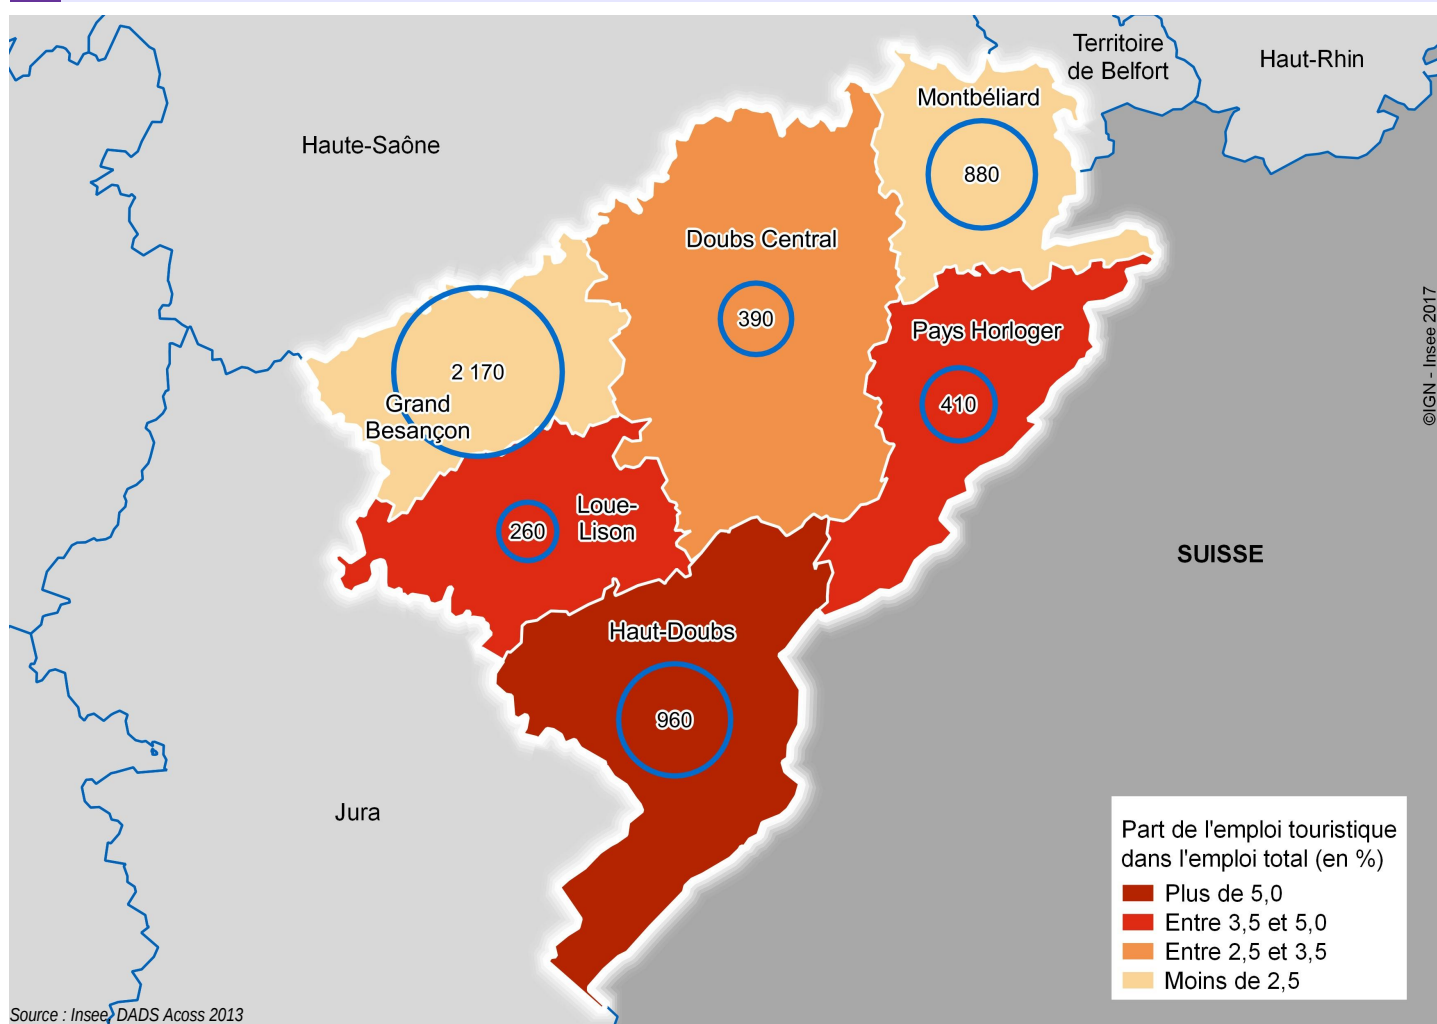 Territoire
de Belfort
Haut-Rhin
Montbéliard
Haute-Saône
880
Doubs Central
390
Pays Horloger
2 170
410
Grand
Besançon
Loue-
Lison
260
SUISSE
Haut-Doubs
960
Jura
©IGN - Insee 2017
Part de l'emploi touristique
dans l'emploi total (en %)
Plus de 5,0
Entre 3,5 et 5,0
Entre 2,5 et 3,5
Moins de 2,5
Source : Insee, DADS Acoss 2013